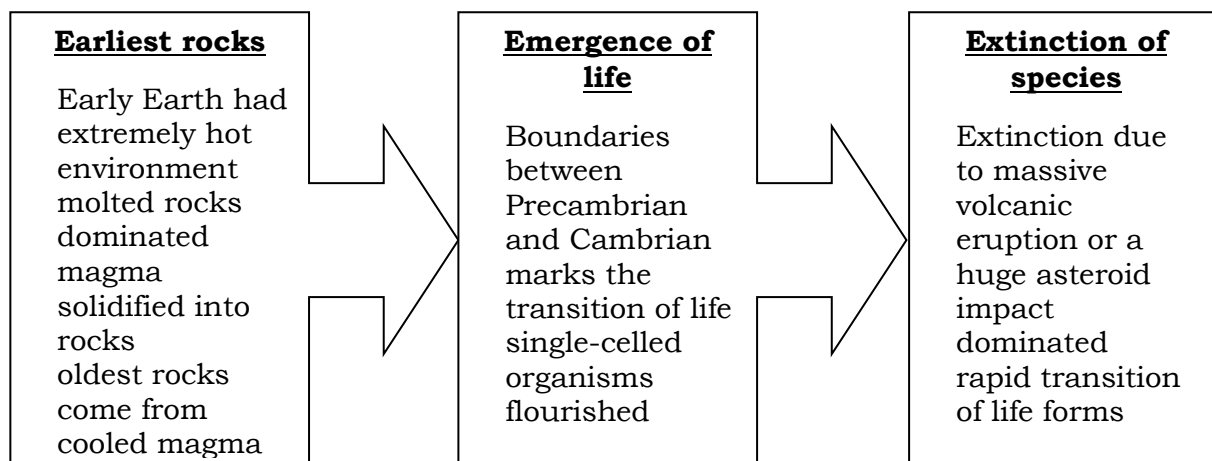 Earliest rocks
Early Earth had
extremely hot
environment
molted rocks
dominated
magma
solidified into
rocks
oldest rocks
come from
cooled magma
Emergence of
life
Boundaries
between
Precambrian
and Cambrian
marks the
transition of life
single-celled
organisms
flourished
Extinction of
species
Extinction due
to massive
volcanic
eruption or a
huge asteroid
impact
dominated
rapid transition
of life forms